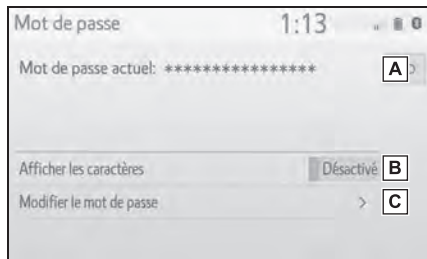 Mot de passe 1:13
Mot de passe actuel: **************** A
Afficher les caractères Désactivé B
Modifier le mot de passe > C